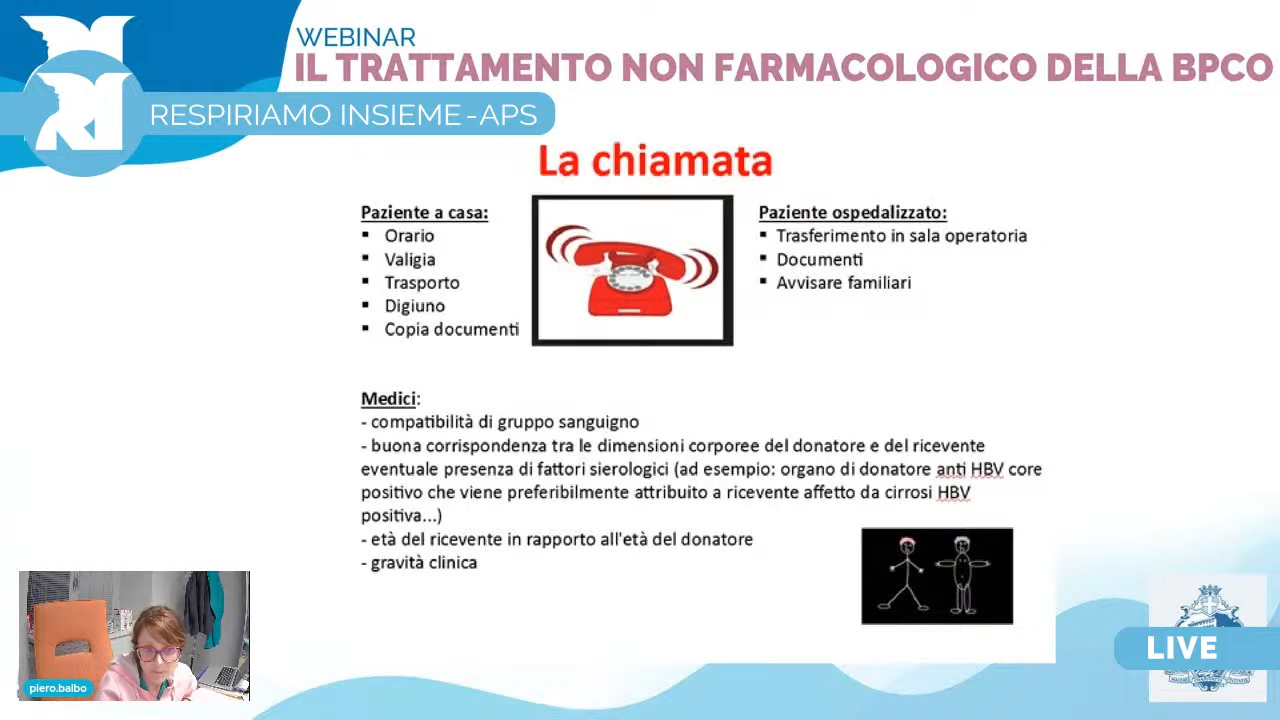 WEBINAR
IL TRATTAMENTO NON FARMACOLOGICO DELLA BPCO
RESPIRIAMO INSIEME-APS
La chiamata
Paziente a casa:
▪ Orario
▪ Valigia
▪ Trasporto
▪ Digiuno
▪ Copia documenti
Paziente ospedalizzato:
▪ Trasferimento in sala operatoria
▪ Documenti
▪ Avvisare familiari
Medici:
- compatibilità di gruppo sanguigno
- buona corrispondenza tra le dimensioni corporee del donatore e del ricevente
eventuale presenza di fattori sierologici (ad esempio: organo di donatore anti HBV core
positivo che viene preferibilmente attribuito a ricevente affetto da cirrosi HBV
positiva...)
- età del ricevente in rapporto all'età del donatore
- gravità clinica
piero.balbo
LIVE